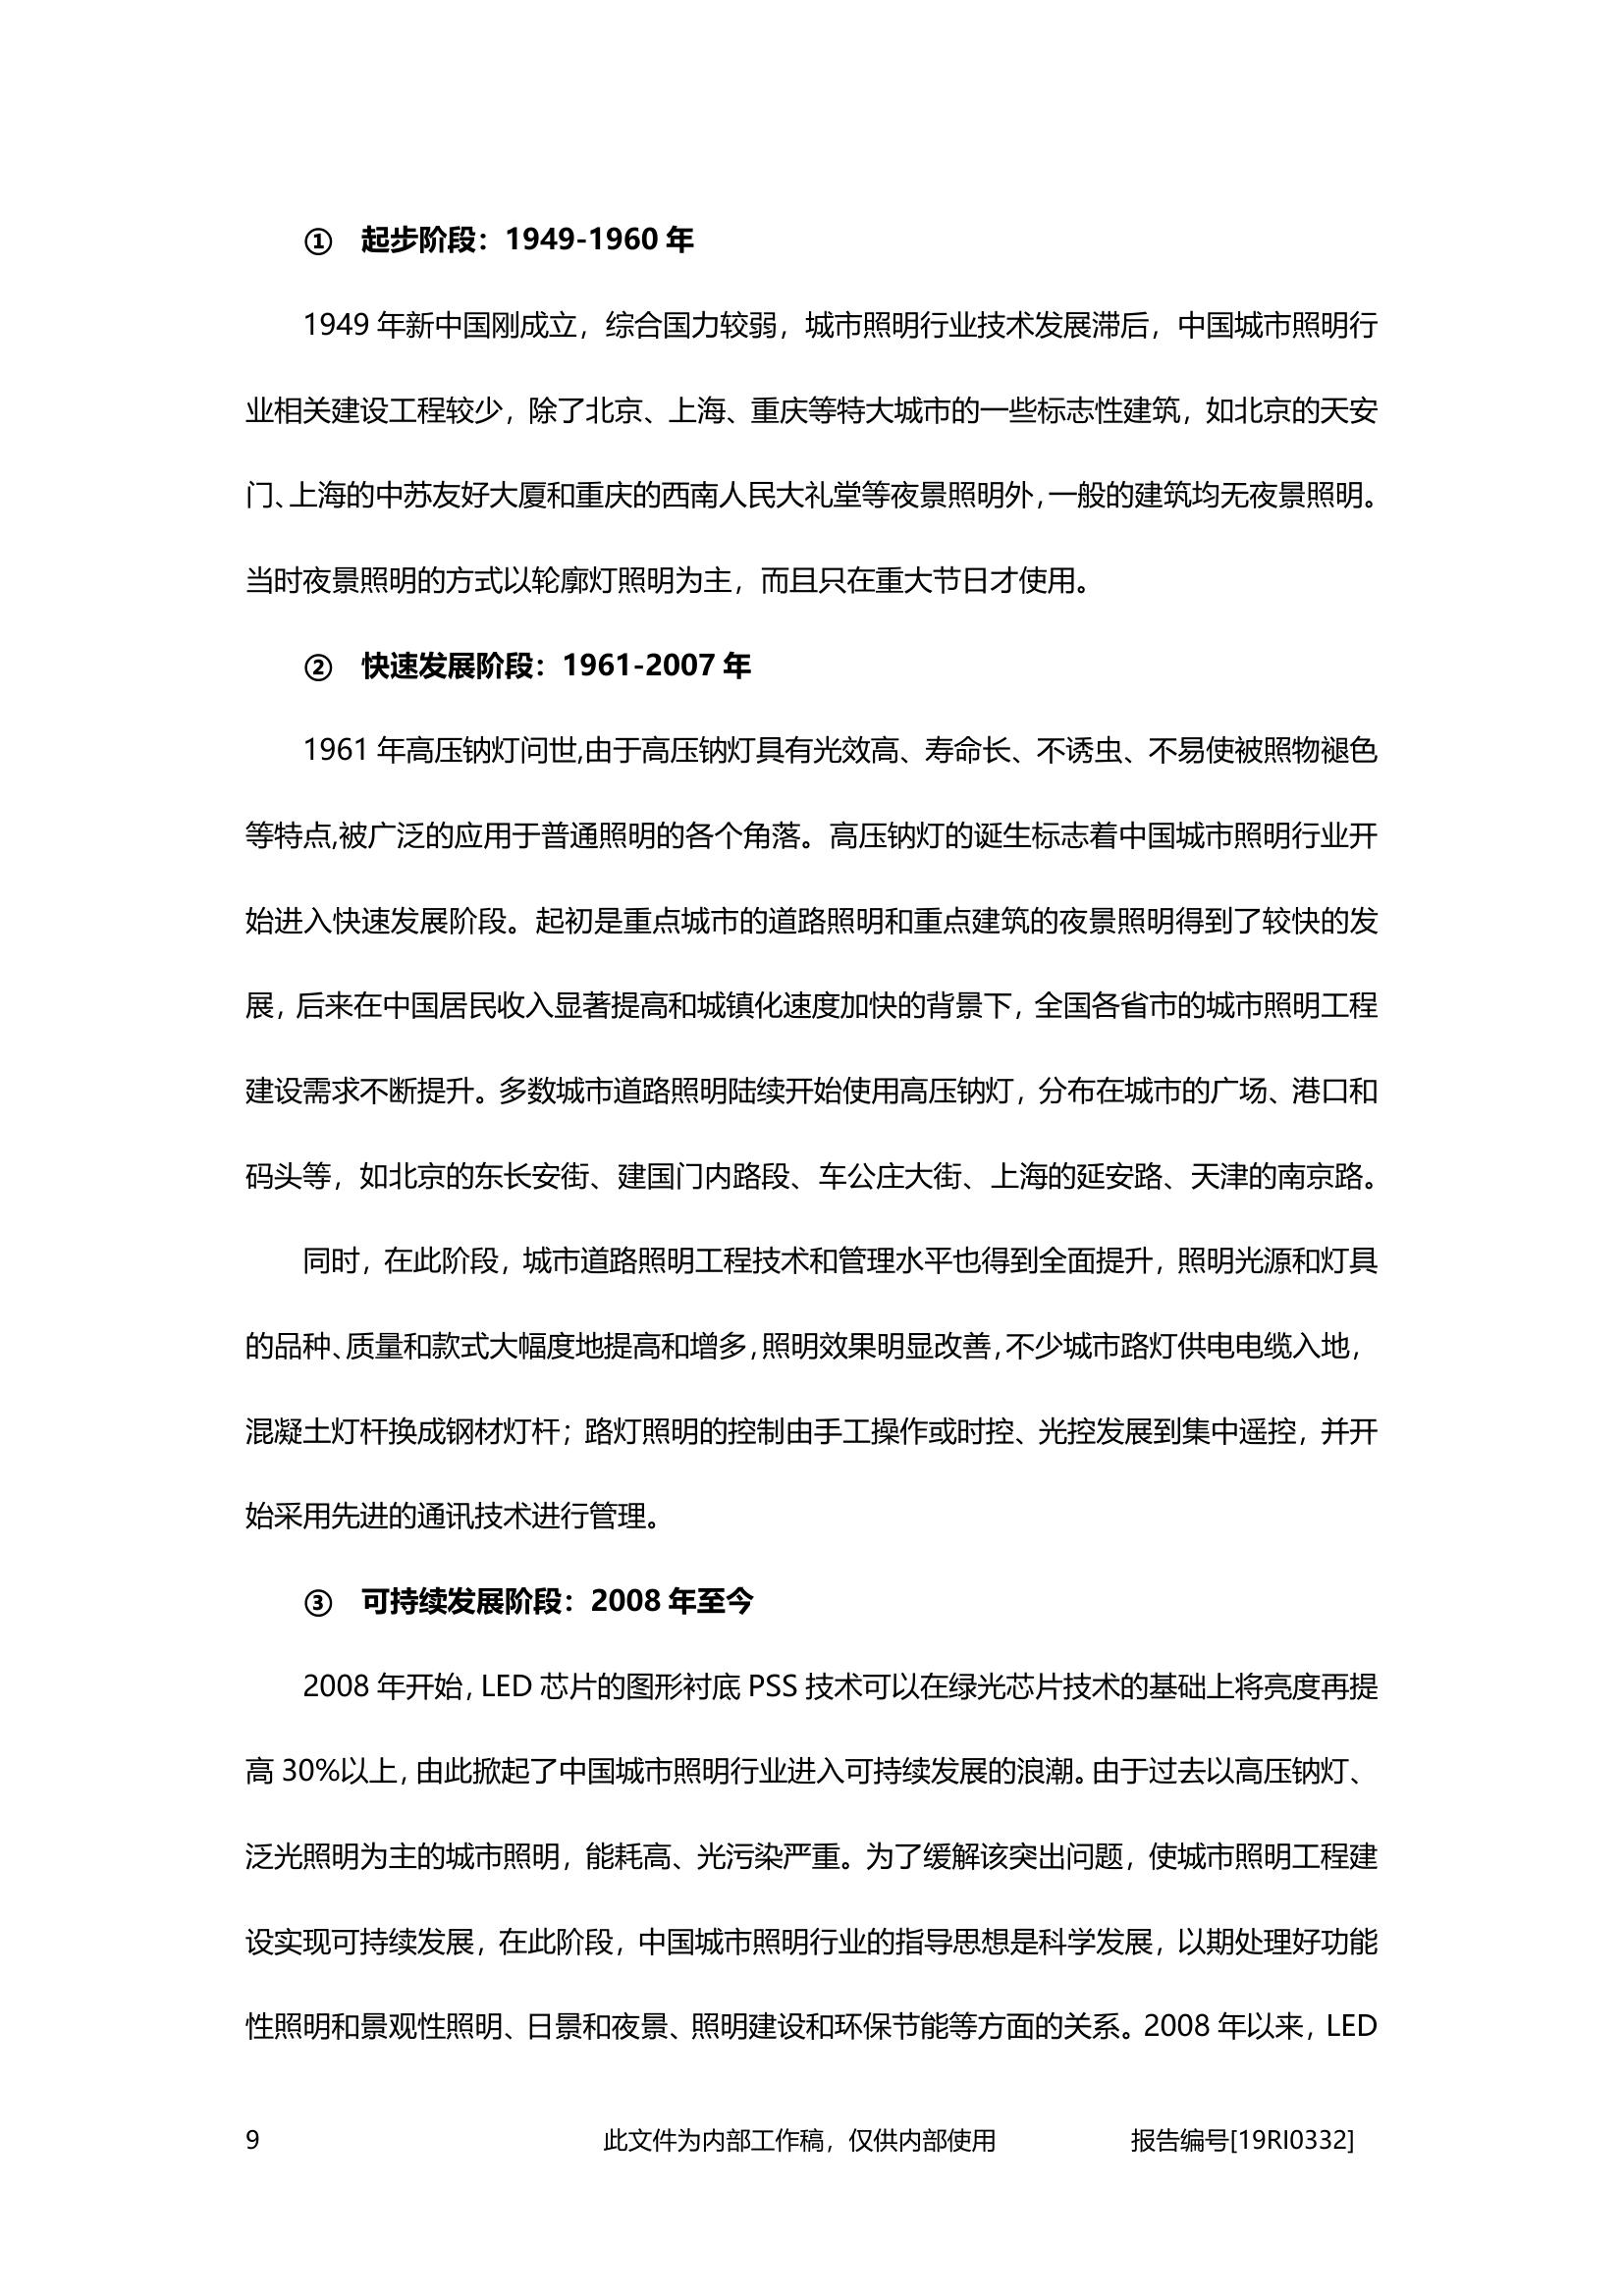 ① 起步阶段：1949-1960 年
1949 年新中国刚成立，综合国力较弱，城市照明行业技术发展滞后，中国城市照明行
业相关建设工程较少，除了北京、上海、重庆等特大城市的一些标志性建筑，如北京的天安
门、上海的中苏友好大厦和重庆的西南人民大礼堂等夜景照明外，一般的建筑均无夜景照明。
当时夜景照明的方式以轮廓灯照明为主，而且只在重大节日才使用。
② 快速发展阶段：1961-2007 年
1961 年高压钠灯问世,由于高压钠灯具有光效高、寿命长、不诱虫、不易使被照物褪色
等特点,被广泛的应用于普通照明的各个角落。高压钠灯的诞生标志着中国城市照明行业开
始进入快速发展阶段。起初是重点城市的道路照明和重点建筑的夜景照明得到了较快的发
展，后来在中国居民收入显著提高和城镇化速度加快的背景下，全国各省市的城市照明工程
建设需求不断提升。多数城市道路照明陆续开始使用高压钠灯，分布在城市的广场、港口和
码头等，如北京的东长安街、建国门内路段、车公庄大街、上海的延安路、天津的南京路。
同时，在此阶段，城市道路照明工程技术和管理水平也得到全面提升，照明光源和灯具
的品种、质量和款式大幅度地提高和增多，照明效果明显改善，不少城市路灯供电电缆入地，
混凝土灯杆换成钢材灯杆；路灯照明的控制由手工操作或时控、光控发展到集中遥控，并开
始采用先进的通讯技术进行管理。
③ 可持续发展阶段：2008 年至今
2008 年开始，LED 芯片的图形衬底 PSS 技术可以在绿光芯片技术的基础上将亮度再提
高 30%以上，由此掀起了中国城市照明行业进入可持续发展的浪潮。由于过去以高压钠灯、
泛光照明为主的城市照明，能耗高、光污染严重。为了缓解该突出问题，使城市照明工程建
设实现可持续发展，在此阶段，中国城市照明行业的指导思想是科学发展，以期处理好功能
性照明和景观性照明、日景和夜景、照明建设和环保节能等方面的关系。2008 年以来，LED
9 此文件为内部工作稿，仅供内部使用 报告编号[19RI0332]